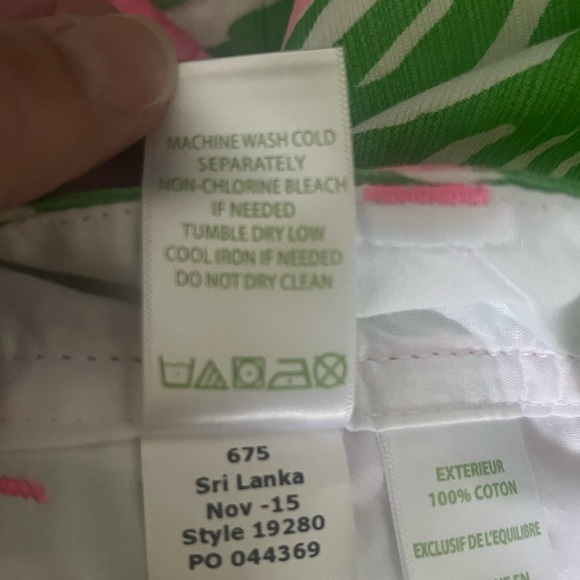 MACHINE WASH COLD
SEPARATELY
NON-CHLORINE BLEACH
IF NEEDED
TUMBLE DRY LOW
COOL IRON IF NEEDED
DO NOT DRY CLEAN
675
Sri Lanka
Nov -15
Style 19280
PO 044369
EXTERIEUR
100% COTON
EXCLUSIF DE L'EQUILIBRE
EN